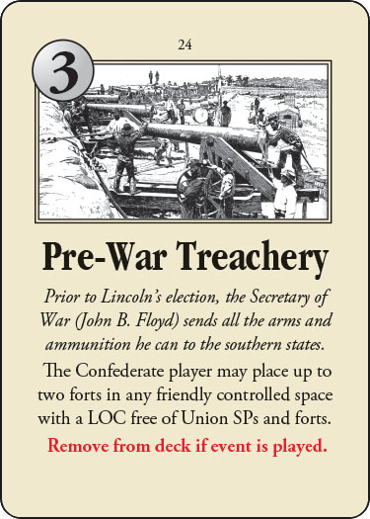 24
3
Pre-War Treachery
Prior to Lincoln's election, the Secretary of
War (John B. Floyd) sends all the arms and
ammunition he can to the southern states.
The Confederate player may place up to
two forts in any friendly controlled space
with a LOC free of Union SPs and forts.
Remove from deck if event is played.